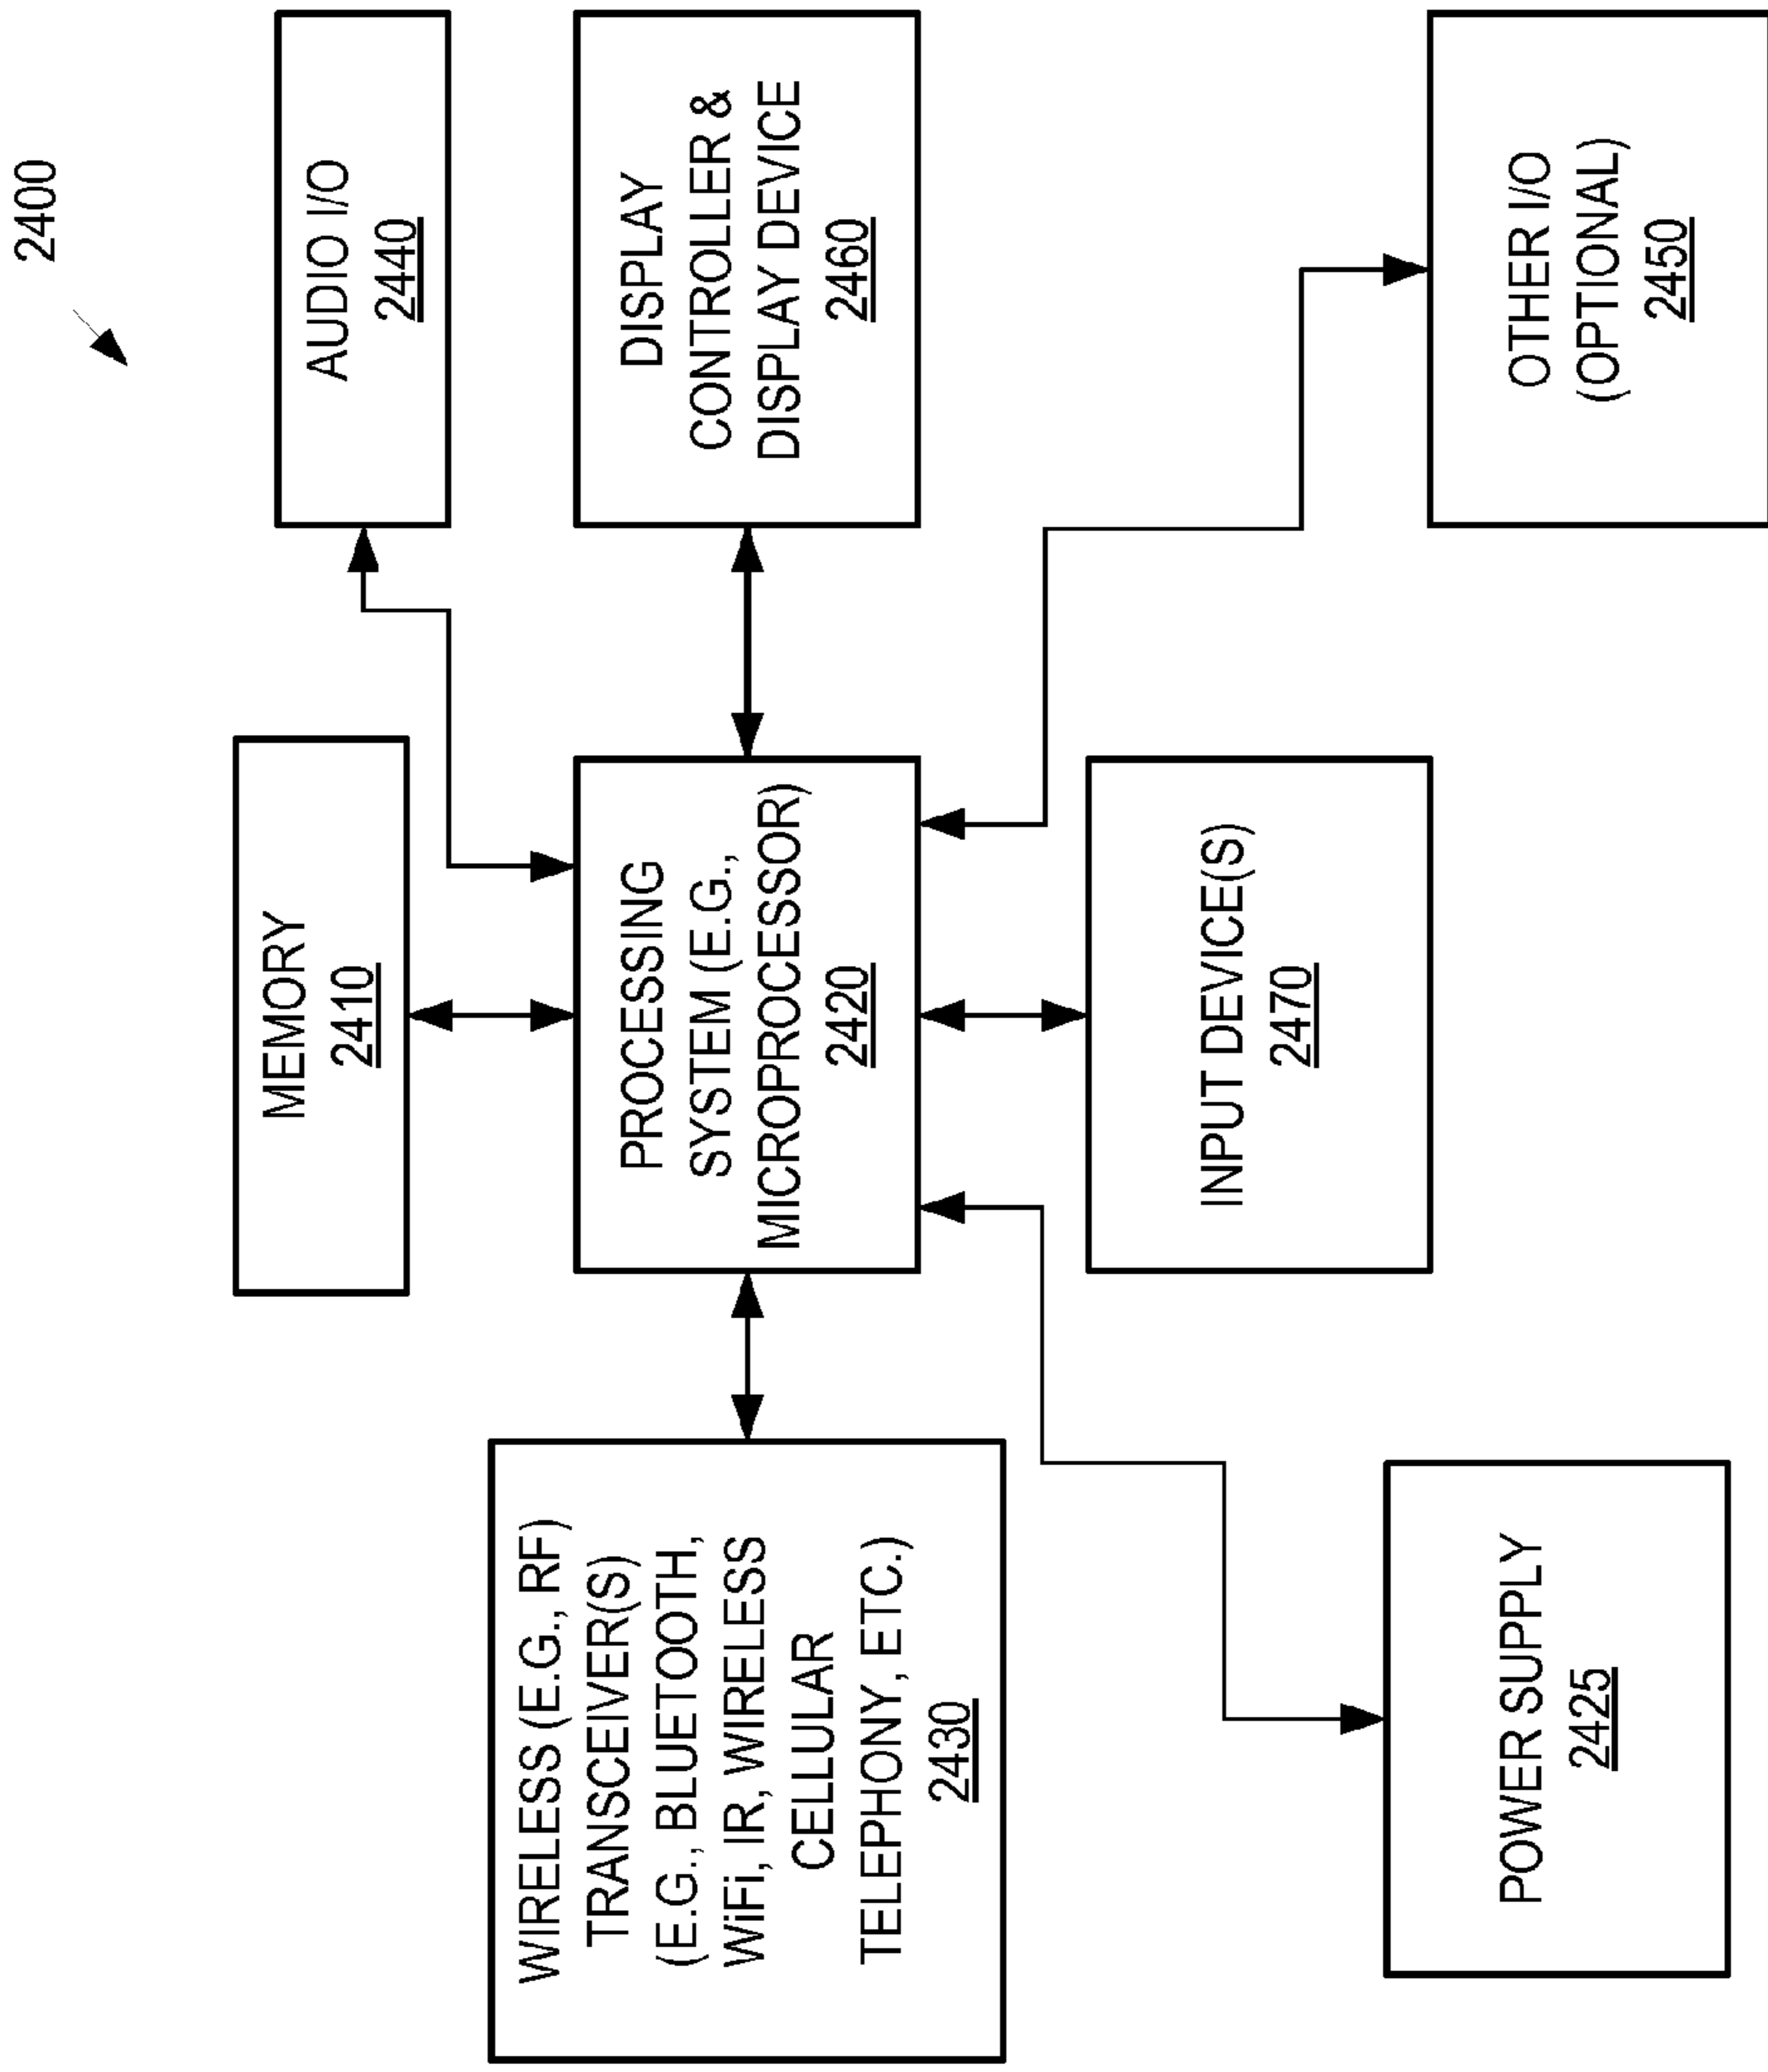 2400
MEMORY
2410
AUDIO I/O
2440
WIRELESS (E.G., RF)
TRANSCEIVER(S)
(E.G., BLUETOOTH,
WiFi, IR, WIRELESS
CELLULAR
TELEPHONY, ETC.)
2430
PROCESSING
SYSTEM (E.G.,
MICROPROCESSOR)
2420
DISPLAY
CONTROLLER &
DISPLAY DEVICE
2460
POWER SUPPLY
2425
INPUT DEVICE(S)
2470
OTHER I/O
(OPTIONAL)
2450